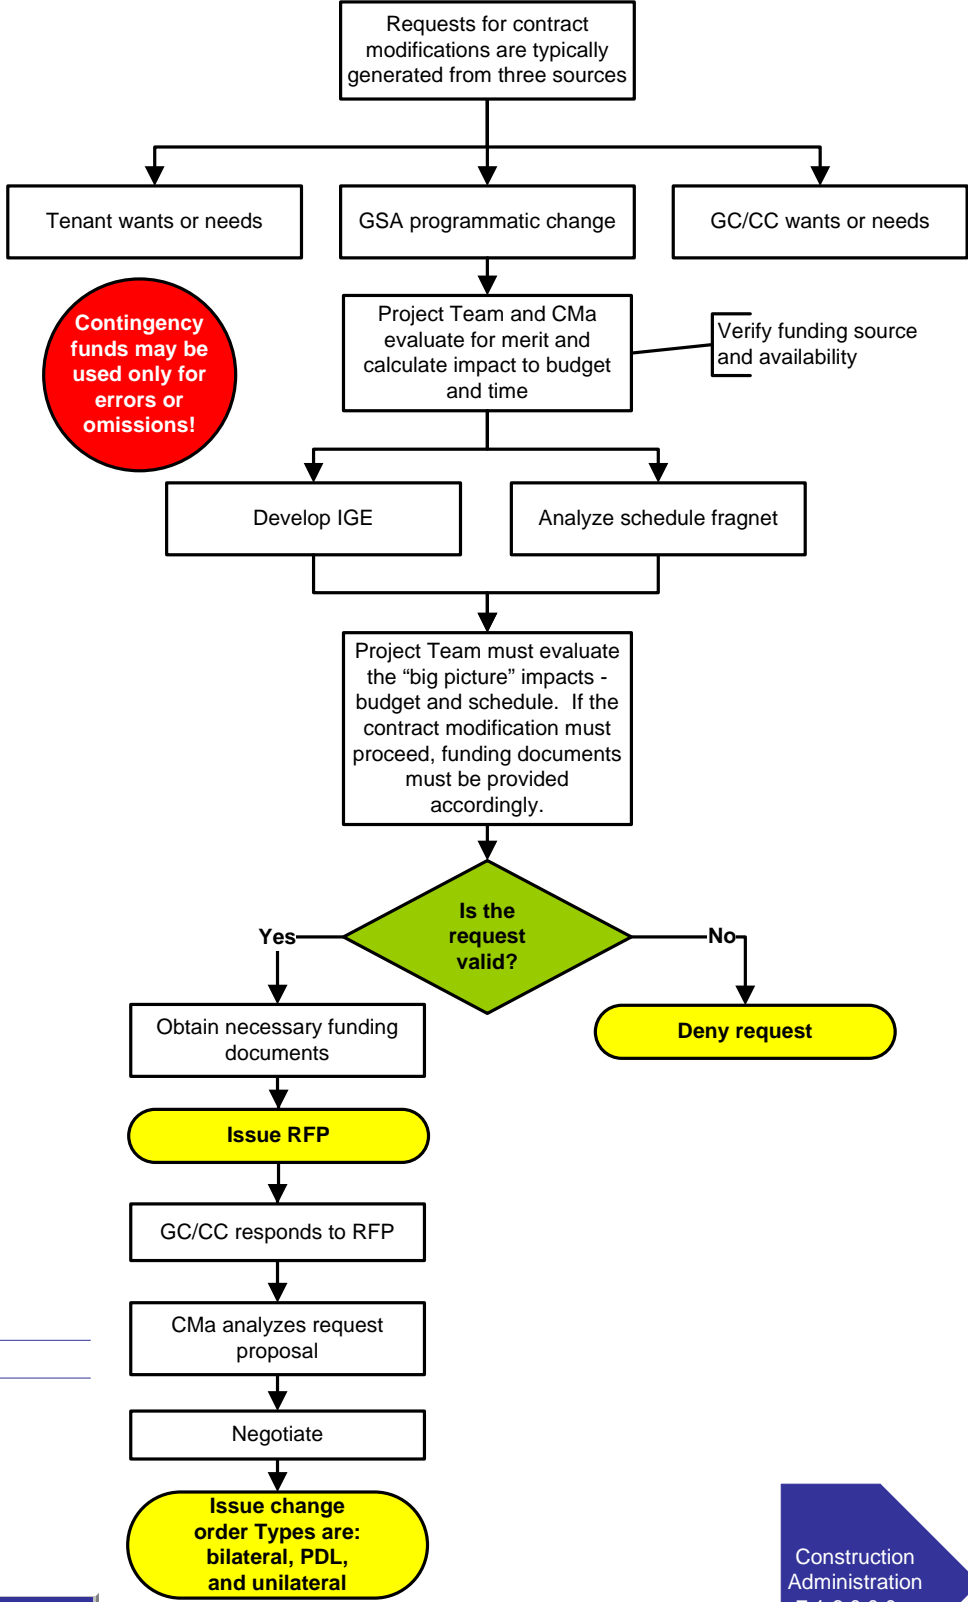 Requests for contract
modifications are typically
generated from three sources
Tenant wants or needs
GSA programmatic change
GC/CC wants or needs
Contingency
funds may be
used only for
errors or
omissions!
Project Team and CMa
evaluate for merit and
calculate impact to budget
and time
Verify funding source
and availability
Develop IGE
Analyze schedule fragnet
Project Team must evaluate
the “big picture” impacts -
budget and schedule.  If the
contract modification must
proceed, funding documents
must be provided
accordingly.
Is the
request
valid?
Yes
No
Obtain necessary funding
documents
Deny request
Issue RFP
GC/CC responds to RFP
CMa analyzes request
proposal
Negotiate
Issue change
order Types are:
bilateral, PDL,
and unilateral
Construction
Administration